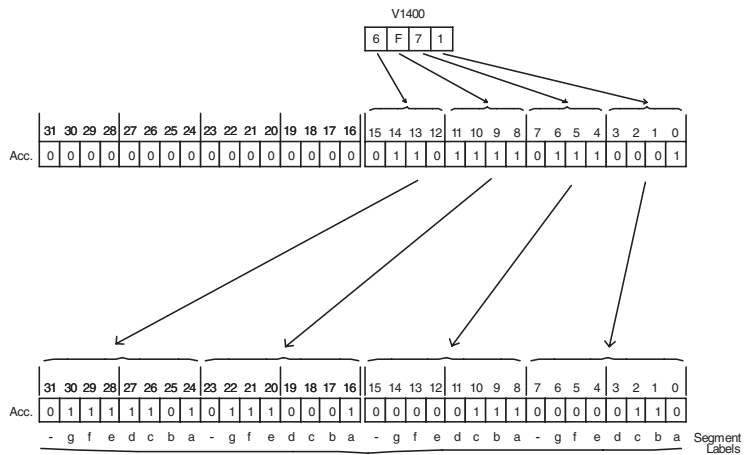 V1400
6 F 7 1
31 30 29 28 27 26 25 24 23 22 21 20 19 18 17 16 15 14 13 12 11 10 9 8 7 6 5 4 3 2 1 0
Acc. 0 0 0 0 0 0 0 0 0 0 0 0 0 0 0 0 0 1 1 0 1 1 1 1 0 1 1 1 0 0 0 1
31 30 29 28 27 26 25 24 23 22 21 20 19 18 17 16 15 14 13 12 11 10 9 8 7 6 5 4 3 2 1 0
Acc. 0 1 1 1 1 1 0 1 0 1 1 1 0 0 0 1 0 0 0 0 0 1 1 1 0 0 0 0 0 1 1 0
- g f e d c b a - g f e d c b a - g f e d c b a - g f e d c b a Segment
Labels